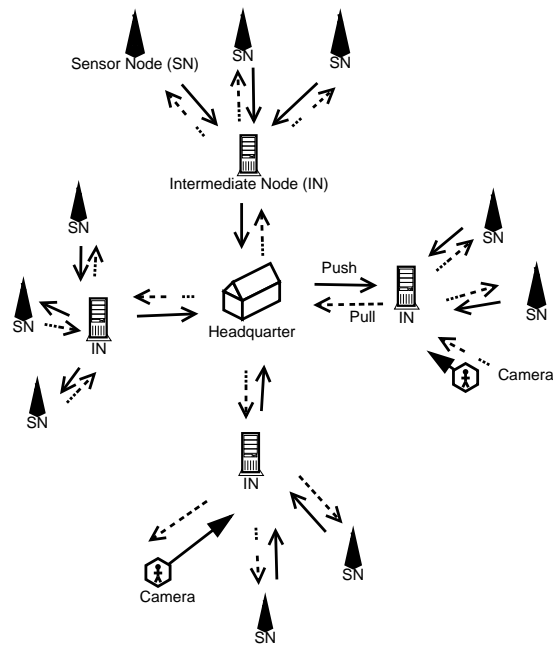 SN
SN
Sensor Node (SN)
Intermediate Node (IN)
SN
SN
Push
SN
SN
Pull
IN
Headquarter
IN
Camera
SN
IN
SN
Camera
SN